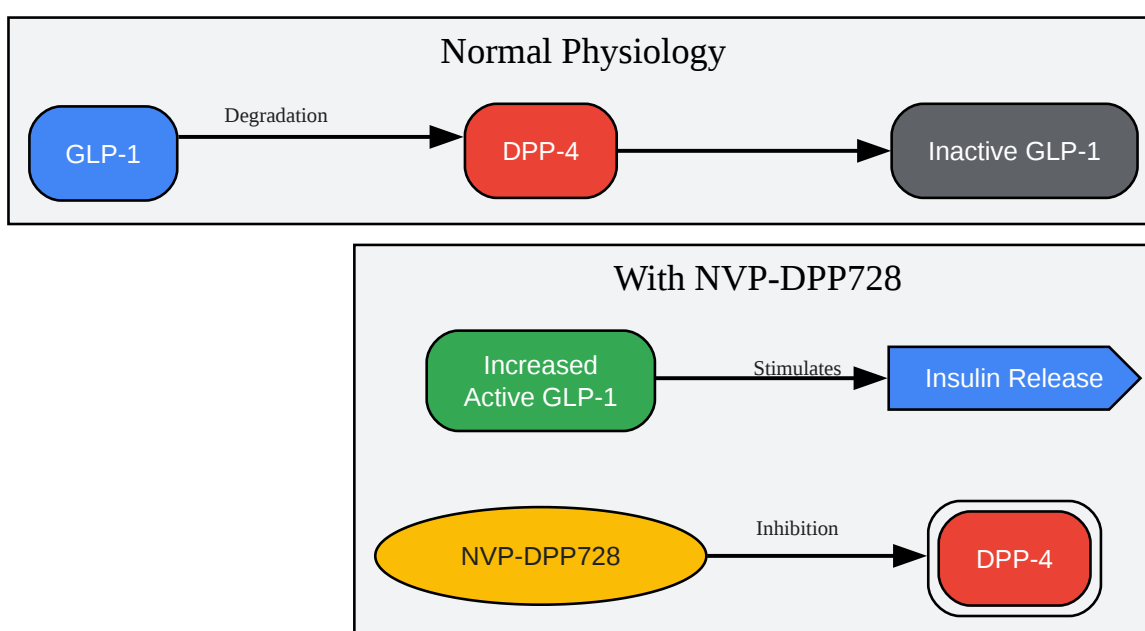 Normal Physiology
GLP-1
Degradation
DPP-4
Inactive GLP-1
With NVP-DPP728
Increased
Active GLP-1
Stimulates
Insulin Release
NVP-DPP728
Inhibition
DPP-4